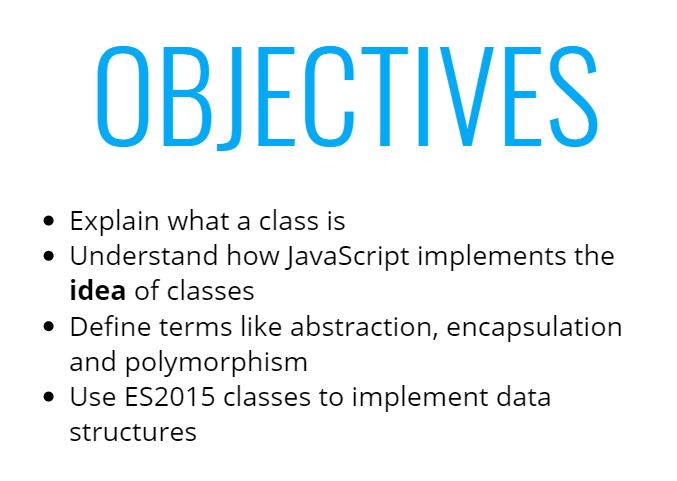 OBJECTIVES
• Explain what a class is
• Understand how JavaScript implements the
idea of classes
• Define terms like abstraction, encapsulation
and polymorphism
• Use ES2015 classes to implement data
structures